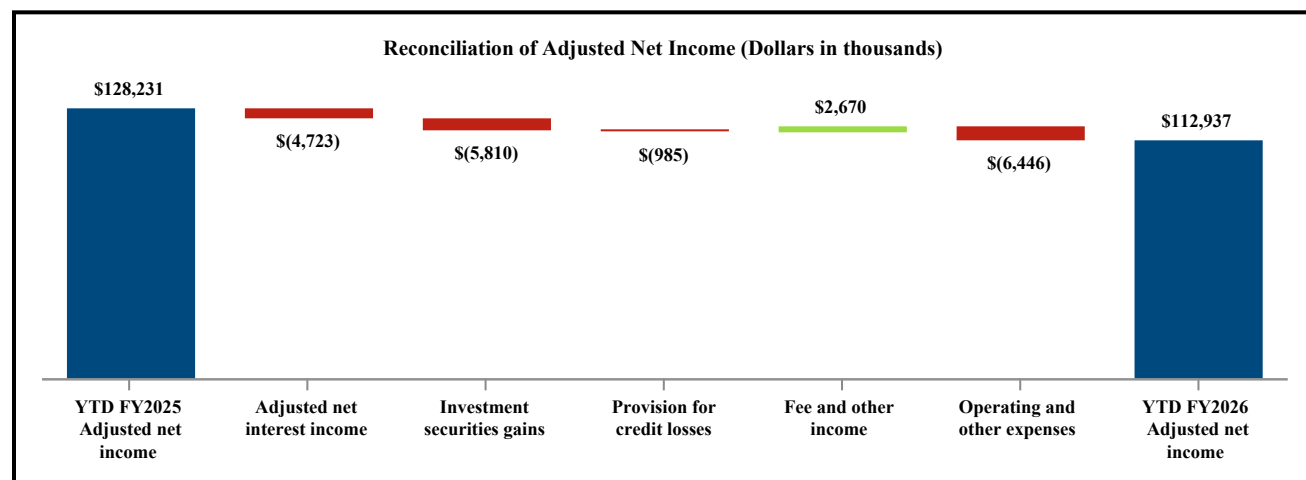 Reconciliation of Adjusted Net Income (Dollars in thousands)
$128,231
$(4,723)
$(5,810)
$(985)
$2,670
$(6,446)
$112,937
YTD FY2025
Adjusted net
income
Adjusted net
interest income
Investment
securities gains
Provision for
credit losses
Fee and other
income
Operating and
other expenses
YTD FY2026
Adjusted net
income